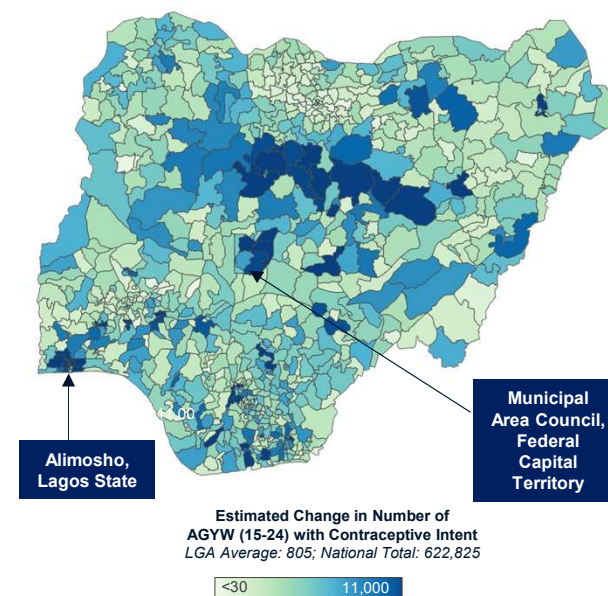 Municipal
Area Council,
Federal
Capital
Territory
Alimosho,
Lagos State
Estimated Change in Number of
AGYW (15-24) with Contraceptive Intent
LGA Average: 805; National Total: 622,825
<30 11,000